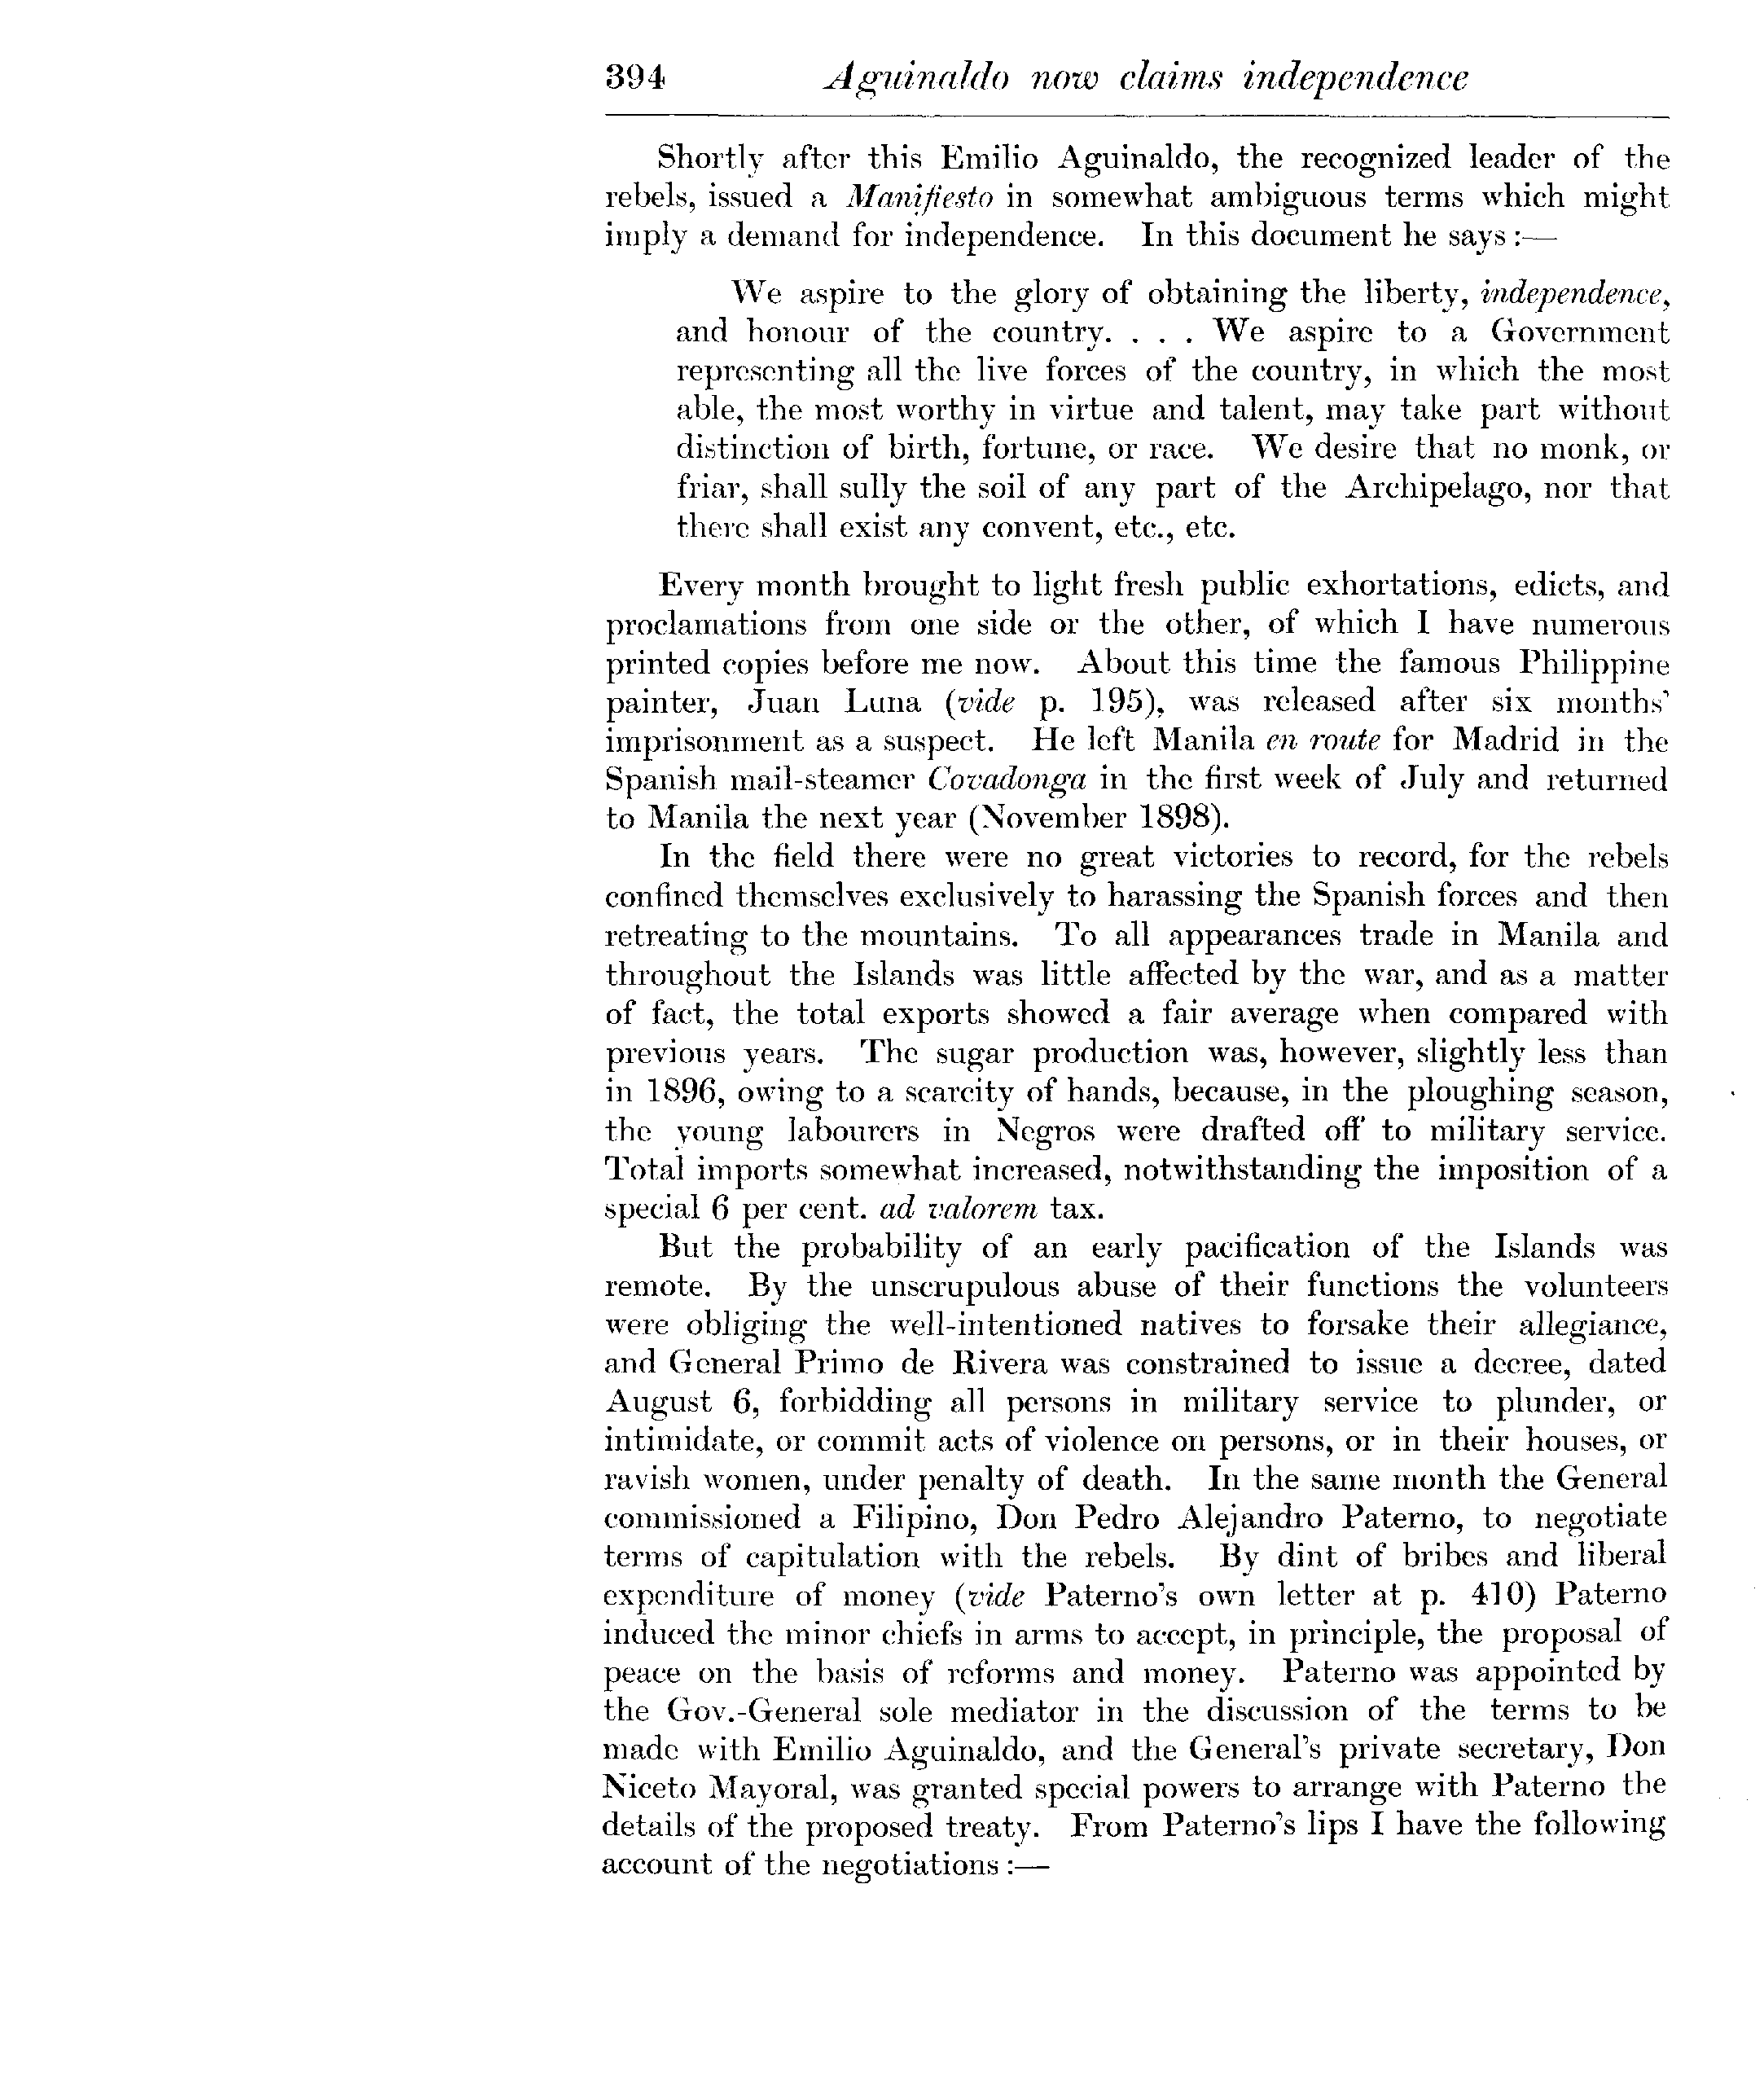 394 Aguinaldo now claims independence
Shortly after this Emilio Aguinaldo, the recognized leader of the
rebels, issued a Manifiesto in somewhat ambiguous terms which might
imply a demand for independence. In this document he says :—
We aspire to the glory of obtaining the liberty, independence,
and honour of the country. . . . We aspire to a Government
representing all the live forces of the country, in which the most
able, the most worthy in virtue and talent, may take part without
distinction of birth, fortune, or race. We desire that no monk, or
friar, shall sully the soil of any part of the Archipelago, nor that
there shall exist any convent, etc., etc.
Every month brought to light fresh public exhortations, edicts, and
proclamations from one side or the other, of which I have numerous
printed copies before me now. About this time the famous Philippine
painter, Juan Luna (vide p. 195), was released after six months'
imprisonment as a suspect. He left Manila en route for Madrid in the
Spanish mail-steamer Covadonga in the first week of July and returned
to Manila the next year (November 1898).
In the field there were no great victories to record, for the rebels
confined themselves exclusively to harassing the Spanish forces and then
retreating to the mountains. To all appearances trade in Manila and
throughout the Islands was little affected by the war, and as a matter
of fact, the total exports showed a fair average when compared with
previous years. The sugar production was, however, slightly less than
in 1896, owing to a scarcity of hands, because, in the ploughing season,
the young labourers in Negros were drafted off to military service.
Total imports somewhat increased, notwithstanding the imposition of a
special 6 per cent. ad valorem tax.
But the probability of an early pacification of the Islands was
remote. By the unscrupulous abuse of their functions the volunteers
were obliging the well-intentioned natives to forsake their allegiance,
and General Primo de Rivera was constrained to issue a decree, dated
August 6, forbidding all persons in military service to plunder, or
intimidate, or commit acts of violence on persons, or in their houses, or
ravish women, under penalty of death. In the same month the General
commissioned a Filipino, Don Pedro Alejandro Paterno, to negotiate
terms of capitulation with the rebels. By dint of bribes and liberal
expenditure of money (vide Paterno's own letter at p. 410) Paterno
induced the minor chiefs in arms to accept, in principle, the proposal of
peace on the basis of reforms and money. Paterno was appointed by
the Gov.-General sole mediator in the discussion of the terms to be
made with Emilio Aguinaldo, and the General's private secretary, Don
Niceto Mayoral, was granted special powers to arrange with Paterno the
details of the proposed treaty. From Paterno's lips I have the following
account of the negotiations :—